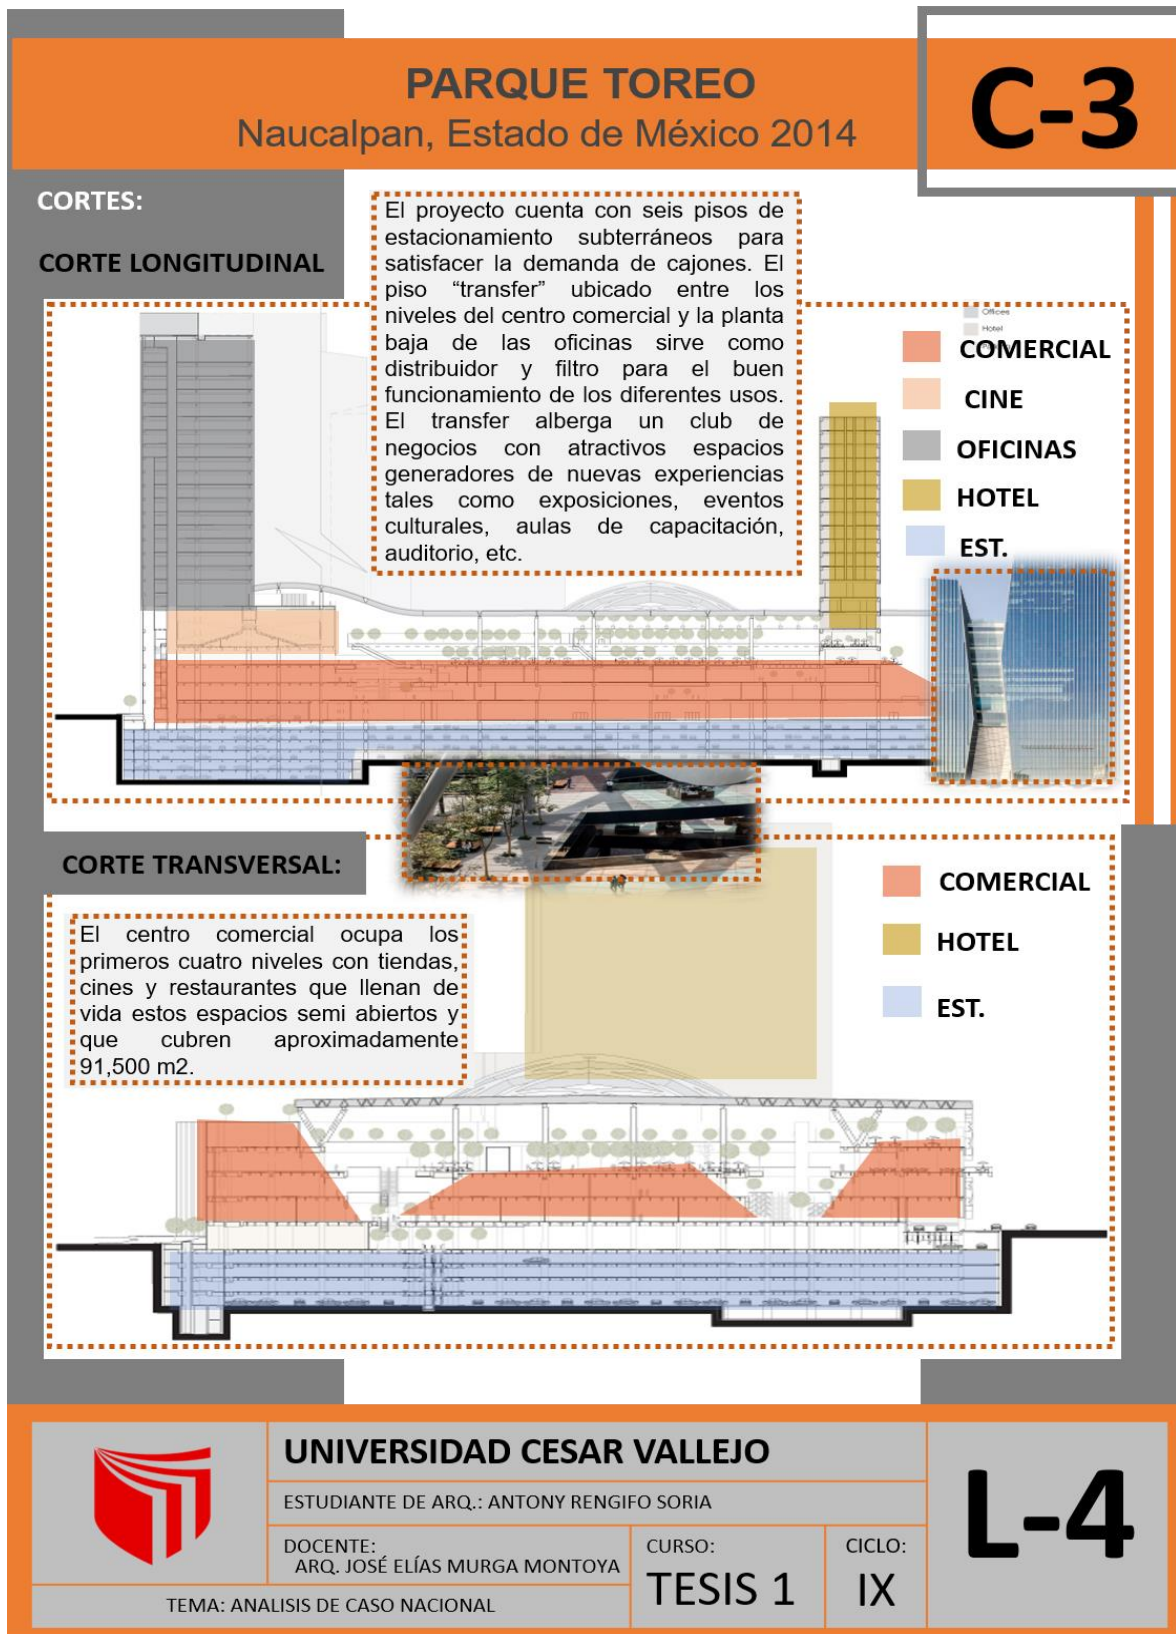 PARQUE TOREO
Naucalpan, Estado de México 2014
C-3
CORTES:
CORTE LONGITUDINAL
El proyecto cuenta con seis pisos de
estacionamiento subterráneos para
satisfacer la demanda de cajones. El
piso “transfer” ubicado entre los
niveles del centro comercial y la planta
baja de las oficinas sirve como
distribuidor y filtro para el buen
funcionamiento de los diferentes usos.
El transfer alberga un club de
negocios con atractivos espacios
generadores de nuevas experiencias
tales como exposiciones, eventos
culturales, aulas de capacitación,
auditorio, etc.
Offices
Hotel
COMERCIAL
CINE
OFICINAS
HOTEL
EST.
CORTE TRANSVERSAL:
El centro comercial ocupa los
primeros cuatro niveles con tiendas,
cines y restaurantes que llenan de
vida estos espacios semi abiertos y
que cubren aproximadamente
91,500 m2.
COMERCIAL
HOTEL
EST.
UNIVERSIDAD CESAR VALLEJO
ESTUDIANTE DE ARQ.: ANTONY RENGIFO SORIA
DOCENTE:
ARQ. JOSÉ ELÍAS MURGA MONTOYA
TEMA: ANALISIS DE CASO NACIONAL
CURSO:
TESIS 1
CICLO:
IX
L-4